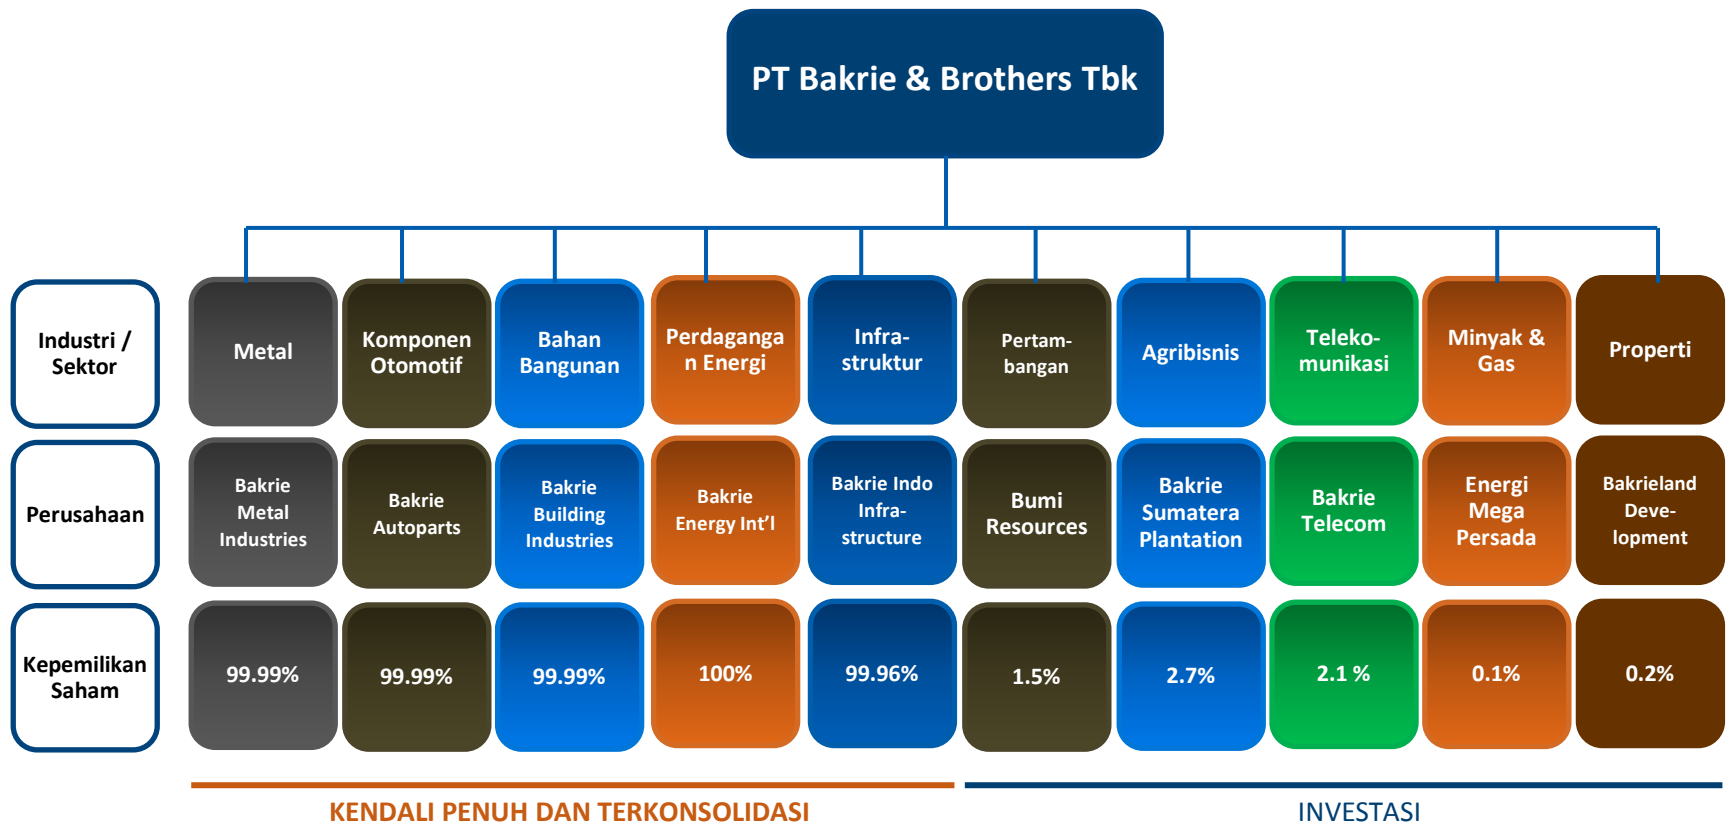 PT Bakrie & Brothers Tbk
Industri /
Sektor
Metal
Komponen
Otomotif
Bahan
Bangunan
Perdaganga
n Energi
Infra-
struktur
Pertam-
bangan
Agribisnis
Teleko-
munikasi
Minyak &
Gas
Properti
Perusahaan
Bakrie
Metal
Industries
Bakrie
Autoparts
Bakrie
Building
Industries
Bakrie
Energy Int’l
Bakrie Indo
Infra-
structure
Bumi
Resources
Bakrie
Sumatera
Plantation
Bakrie
Telecom
Energi
Mega
Persada
Bakrieland
Deve-
lopment
Kepemilikan
Saham
99.99%
99.99%
99.99%
100%
99.96%
1.5%
2.7%
2.1 %
0.1%
0.2%
KENDALI PENUH DAN TERKONSOLIDASI
INVESTASI